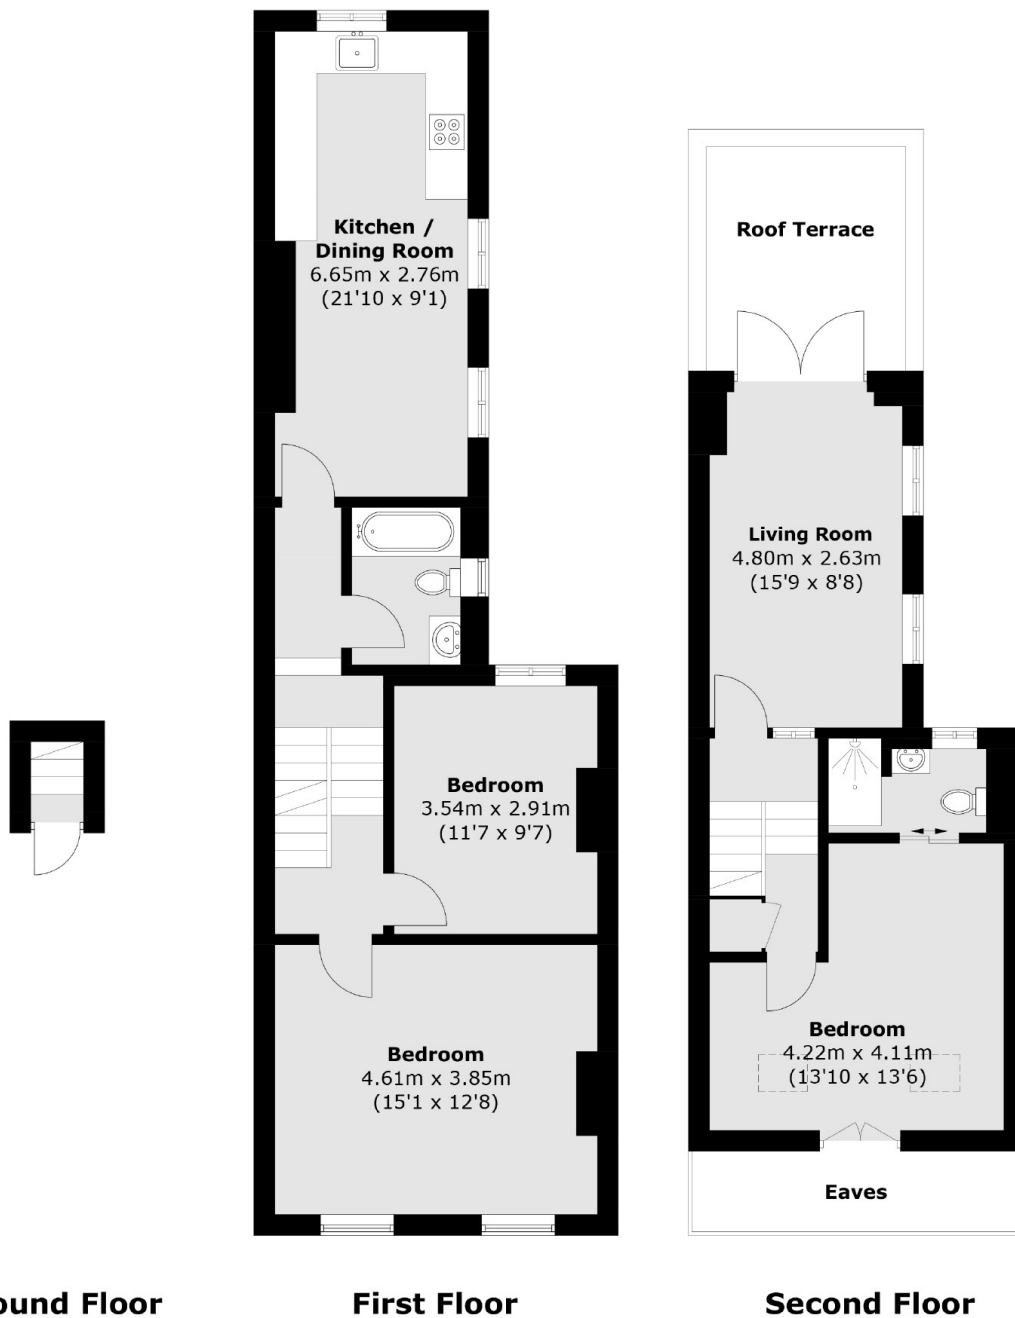 Kitchen /
Dining Room
6.65m x 2.76m
(21'10 x 9'1)
Bedroom
3.54m x 2.91m
(11'7 x 9'7)
Bedroom
4.61m x 3.85m
(15'1 x 12'8)
Roof Terrace
Living Room
4.80m x 2.63m
(15'9 x 8'8)
Bedroom
4.22m x 4.11m
(13'10 x 13'6)
Eaves
ound Floor
First Floor
Second Floor